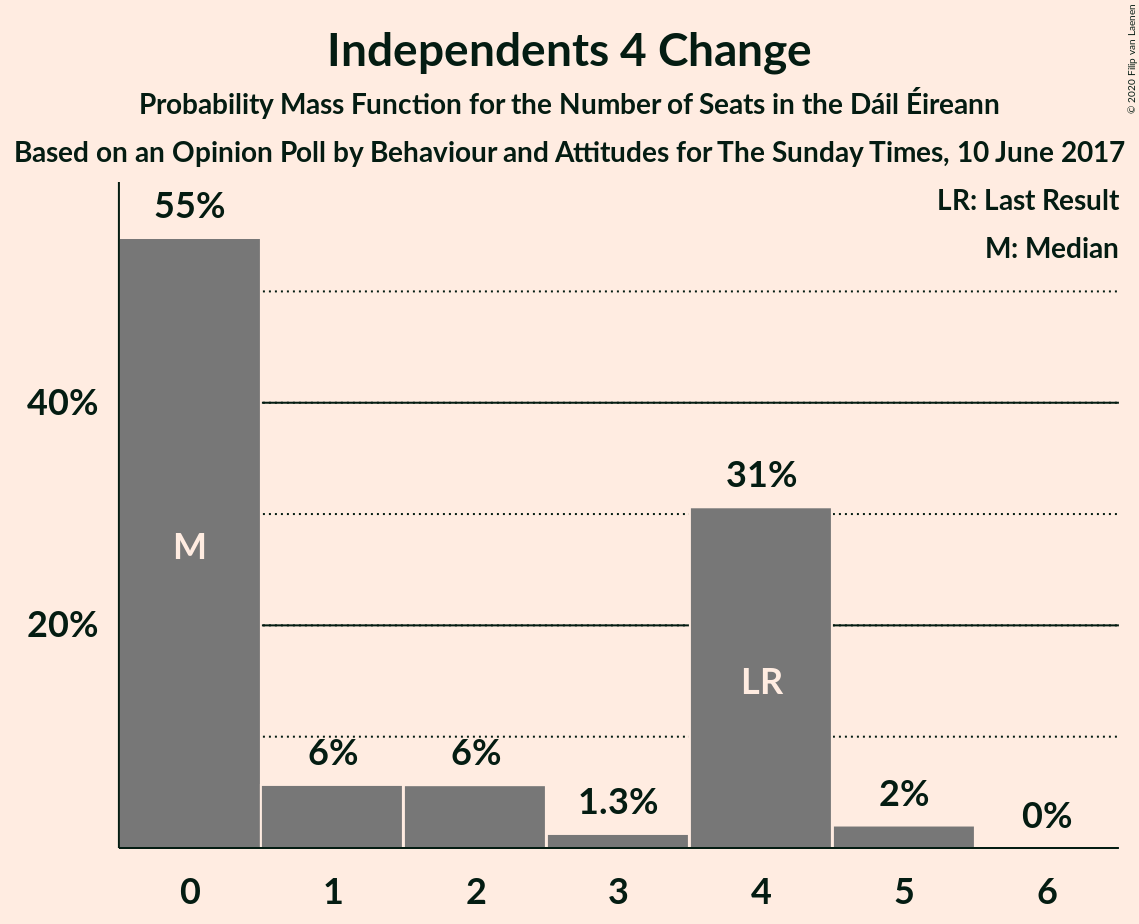 Independents 4 Change
Probability Mass Function for the Number of Seats in the Dáil Éireann
Based on an Opinion Poll by Behaviour and Attitudes for The Sunday Times, 10 June 2017
© 2020 Filip van Laenen
LR: Last Result
M: Median
55%
40%
31%
M
20%
LR
6%
6%
1.3%
2%
0%
0
1
2
3
4
5
6